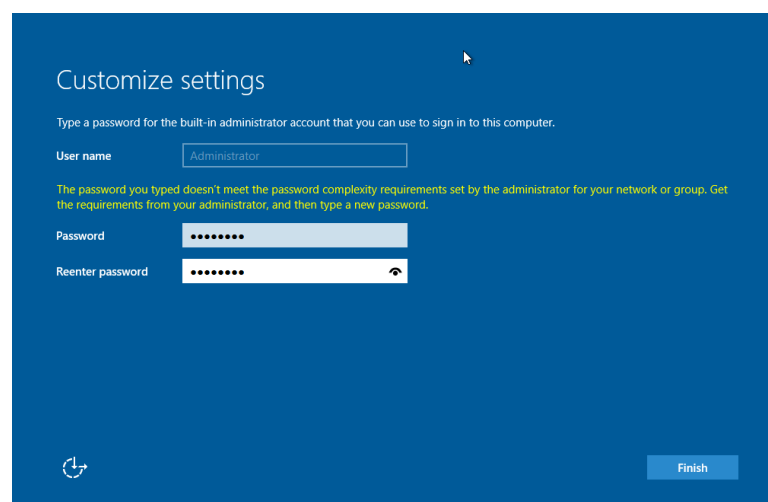 Customize settings
Type a password for the built-in administrator account that you can use to sign in to this computer.
User name
Administrator
The password you typed doesn't meet the password complexity requirements set by the administrator for your network or group. Get
the requirements from your administrator, and then type a new password.
Password
••••••••
Reenter password
••••••••
Finish